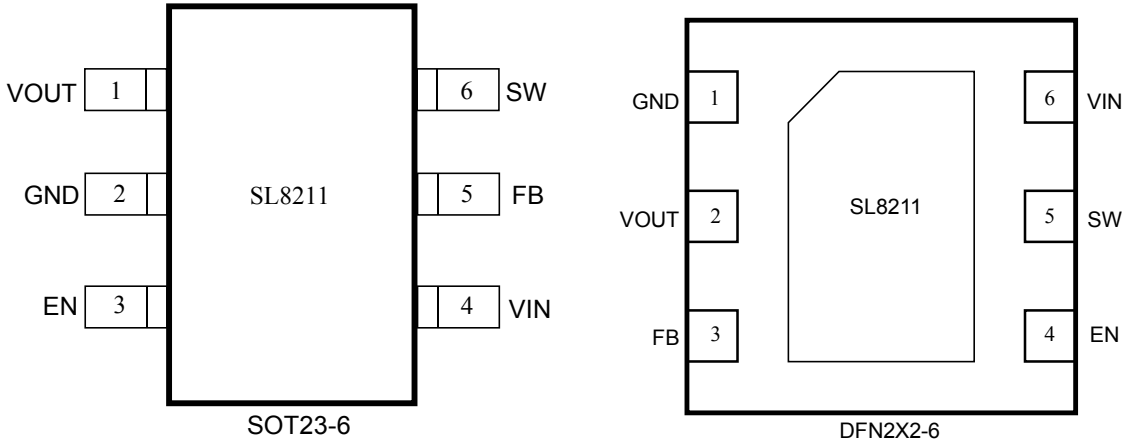 VOUT 1 6 SW
GND 2 SL8211 5 FB
EN 3 4 VIN
SOT23-6
GND 1 6 VIN
VOUT 2 SL8211 5 SW
FB 3 4 EN
DFN2X2-6